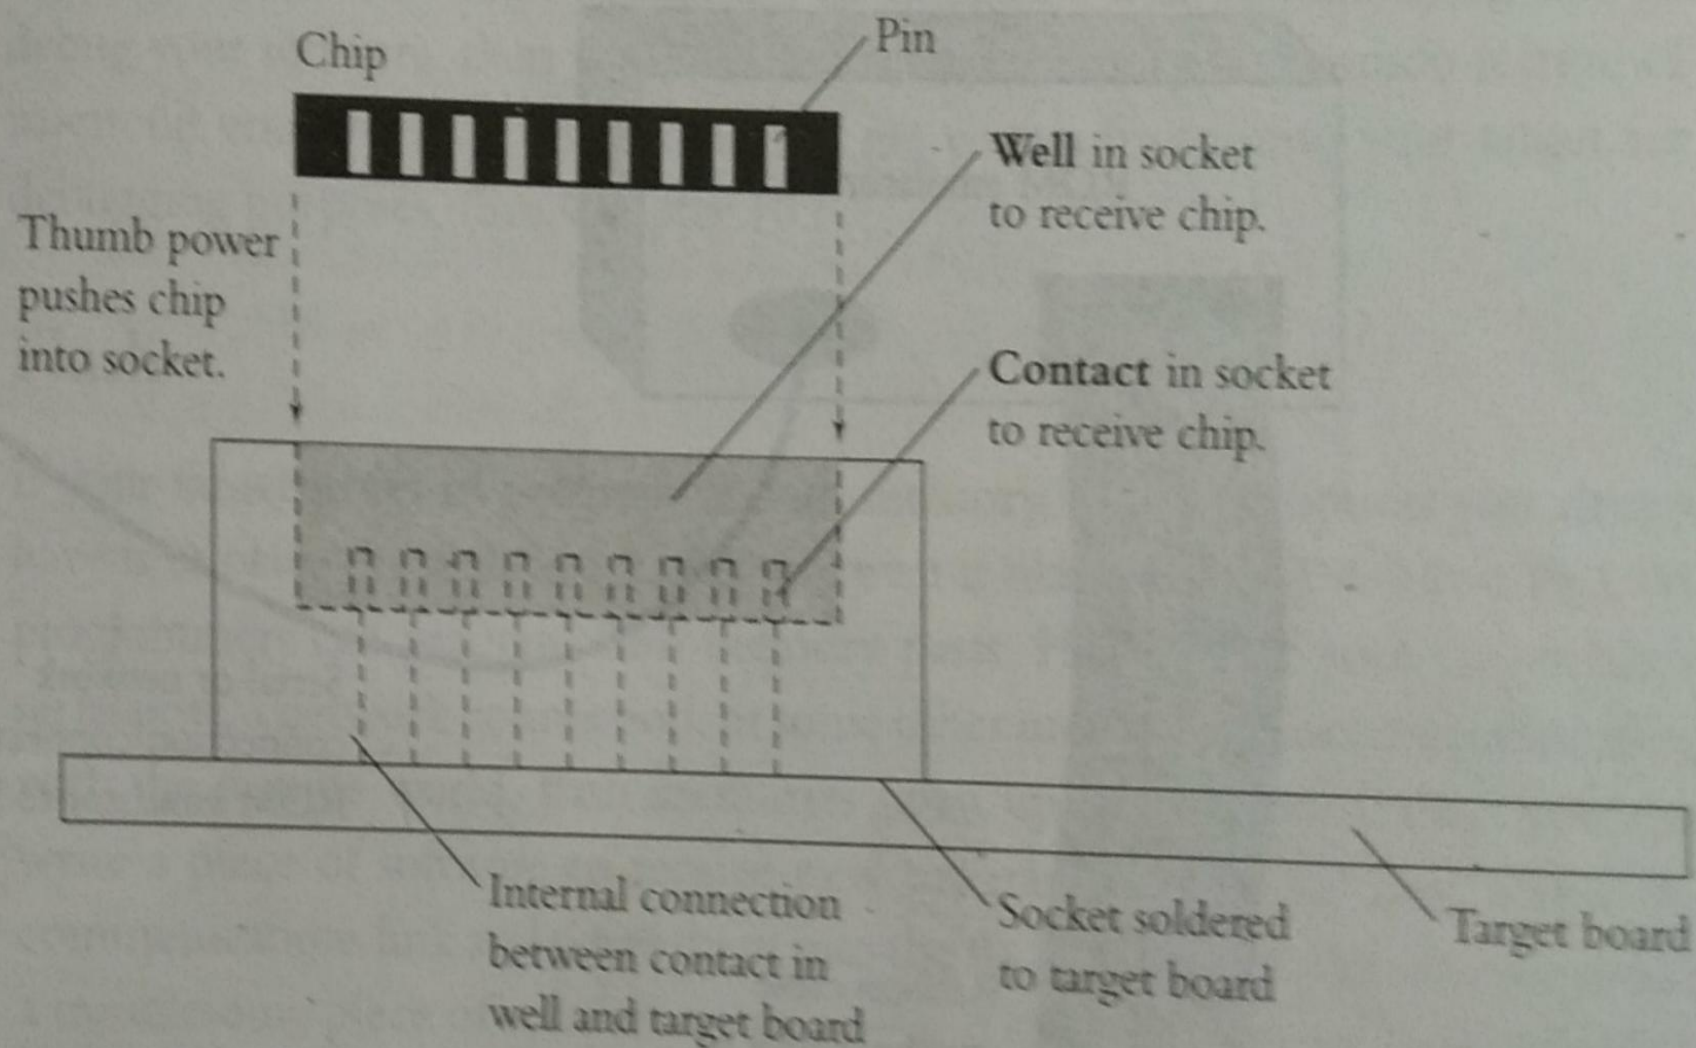 Chip
Pin
Well in socket
to receive chip.
Thumb power
pushes chip
into socket.
Contact in socket
to receive chip.
Internal connection
between contact in
well and target board
Socket soldered
to target board
Target board